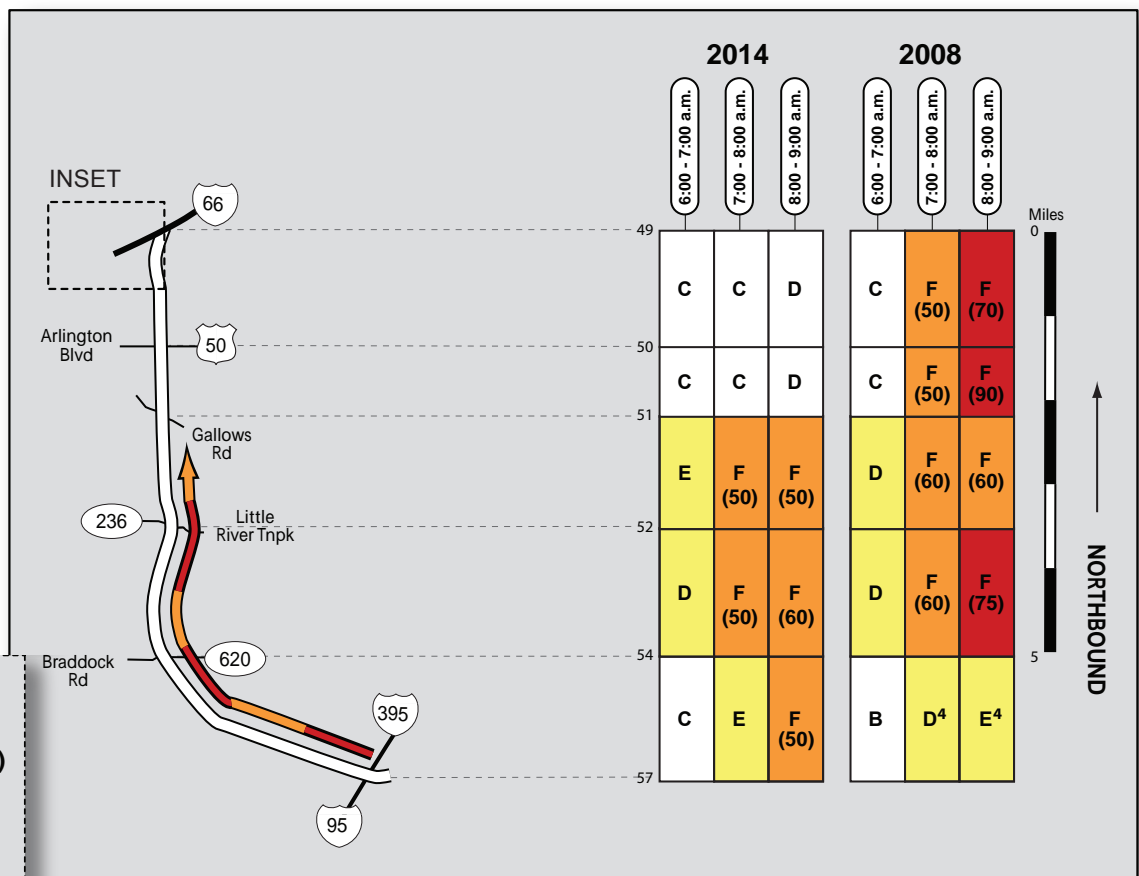 2014 2008
6:00 - 7:00 a.m. 7:00 - 8:00 a.m. 8:00 - 9:00 a.m. 6:00 - 7:00 a.m. 7:00 - 8:00 a.m. 8:00 - 9:00 a.m.
INSET
66
Miles
49 0
C C D C F (50) F (70)
Arlington
Blvd
50
50
C C D C F (50) F (90)
51
Gallows
Rd
E F (50) F (50) D F (60) F (60)
236
Little
River Tnpk
52
D F (50) F (60) D F (60) F (75)
NORTHBOUND
Braddock
Rd
620
54 5
C E F (50) B D⁴ E⁴
395
57
95
)